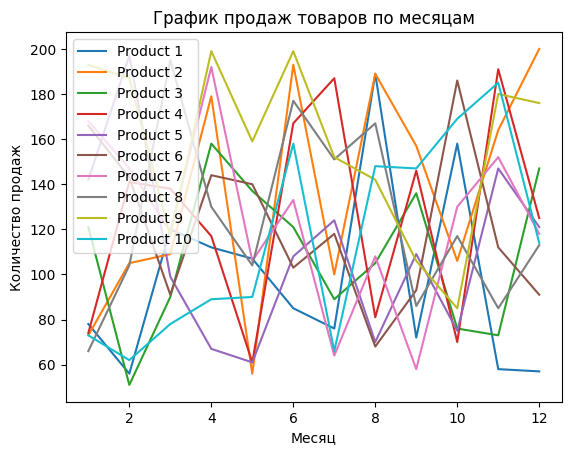 График продаж товаров по месяцам
Количество продаж
200
180
160
140
120
100
80
60
Product 1
Product 2
Product 3
Product 4
Product 5
Product 6
Product 7
Product 8
Product 9
Product 10
2
4
6
8
10
12
Месяц